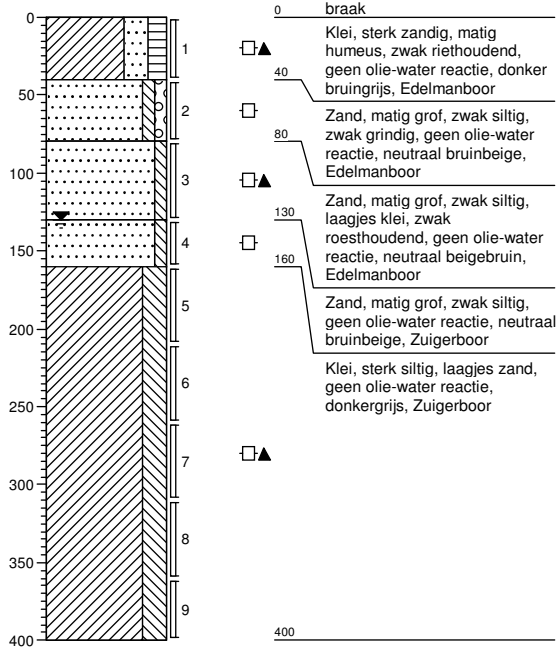 0
50
100
150
200
250
300
350
400
1
2
3
4
5
6
7
8
9
0
braak
Klei, sterk zandig, matig
humeus, zwak riethoudend,
geen olie-water reactie, donker
bruingrijs, Edelmanboor
40
Zand, matig grof, zwak siltig,
zwak grindig, geen olie-water
reactie, neutraal bruinbeige,
Edelmanboor
80
Zand, matig grof, zwak siltig,
laagjes klei, zwak
roesthoudend, geen olie-water
reactie, neutraal beigebruin,
Edelmanboor
130
Zand, matig grof, zwak siltig,
geen olie-water reactie, neutraal
bruinbeige, Zuigerboor
160
Klei, sterk siltig, laagjes zand,
geen olie-water reactie,
donkergrijs, Zuigerboor
400